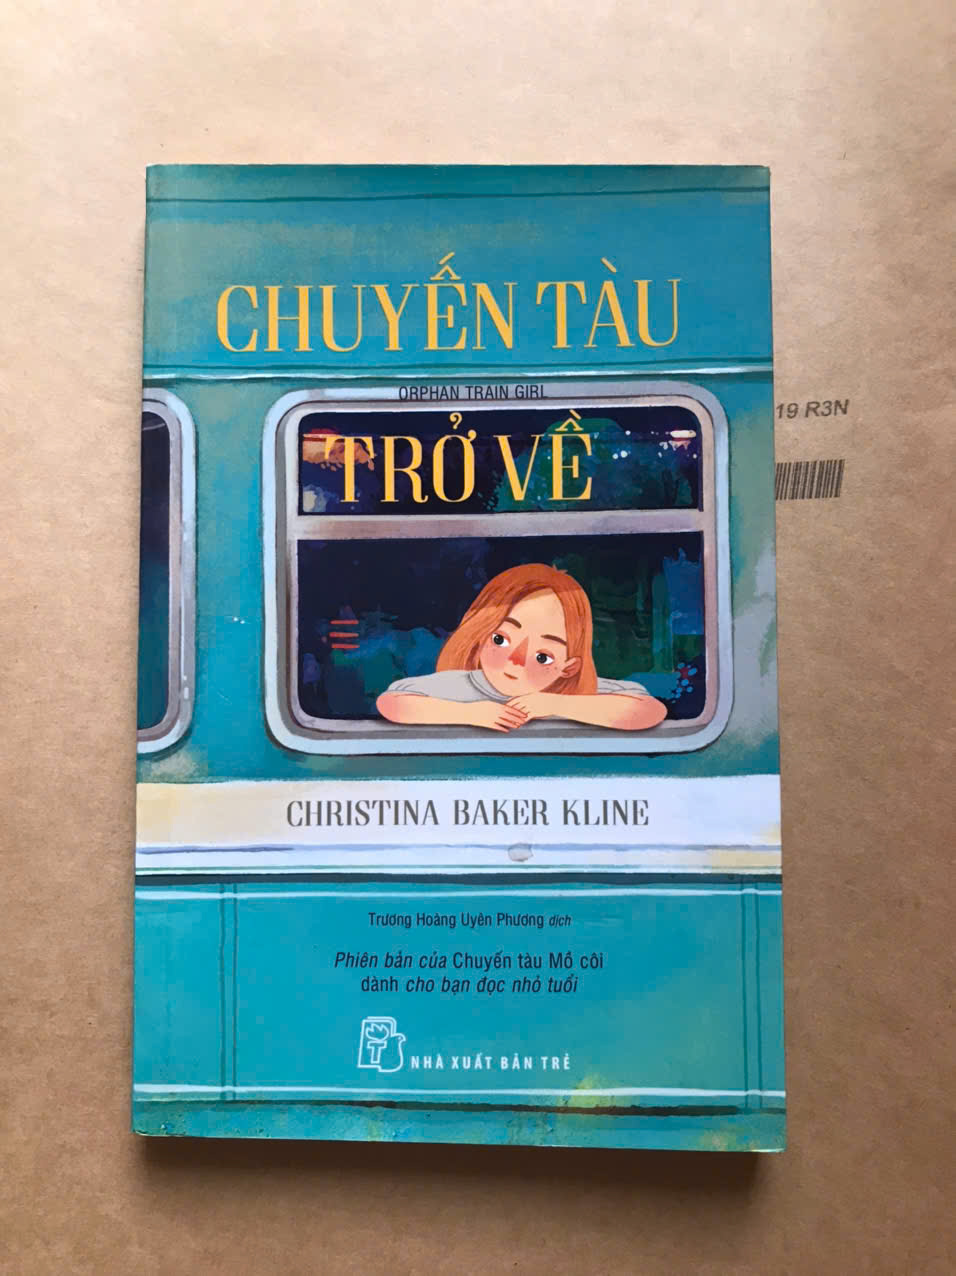 CHUYẾN TÀU
ORPHAN TRAIN GIRL
TRỞ VỀ
19 R3N
CHRISTINA BAKER KLINE
Trương Hoàng Uyên Phương dịch
Phiên bản của Chuyến tàu Mồ côi
dành cho bạn đọc nhỏ tuổi
T
NHÀ XUẤT BẢN TRẺ